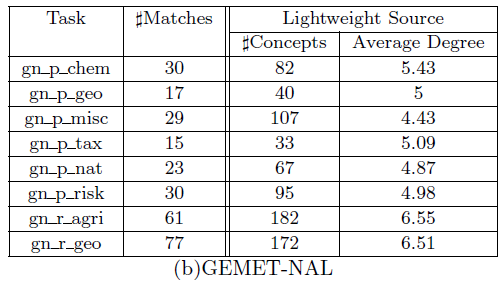 Task ♯Matches Lightweight Source
♯Concepts Average Degree
gn_p_chem 30 82 5.43
gn_p_geo 17 40 5
gn_p_misc 29 107 4.43
gn_p_tax 15 33 5.09
gn_p_nat 23 67 4.87
gn_p_risk 30 95 4.98
gn_r_agri 61 182 6.55
gn_r_geo 77 172 6.51
(b)GEMET-NAL